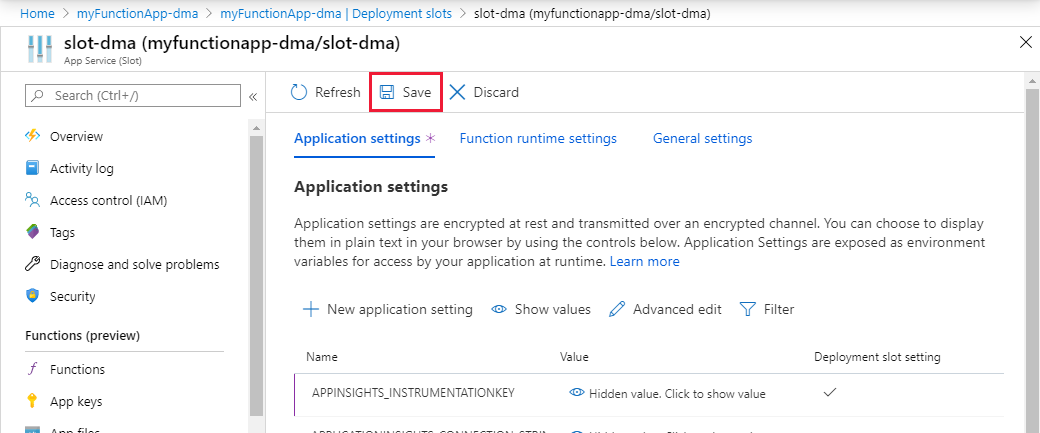 Home > myFunctionApp-dma > myFunctionApp-dma | Deployment slots > slot-dma (myfunctionapp-dma/slot-dma)
slot-dma (myfunctionapp-dma/slot-dma)
App Service (Slot)
Search (Ctrl+/)
«
Overview
Activity log
Access control (IAM)
Tags
Diagnose and solve problems
Security
Functions (preview)
Functions
App keys
App files
Refresh Save Discard
Application settings * Function runtime settings General settings
Application settings
Application settings are encrypted at rest and transmitted over an encrypted channel. You can choose to display
them in plain text in your browser by using the controls below. Application Settings are exposed as environment
variables for access by your application at runtime. Learn more
New application setting Show values Advanced edit Filter
Name Value Deployment slot setting
APPINSIGHTS_INSTRUMENTATIONKEY Hidden value. Click to show value